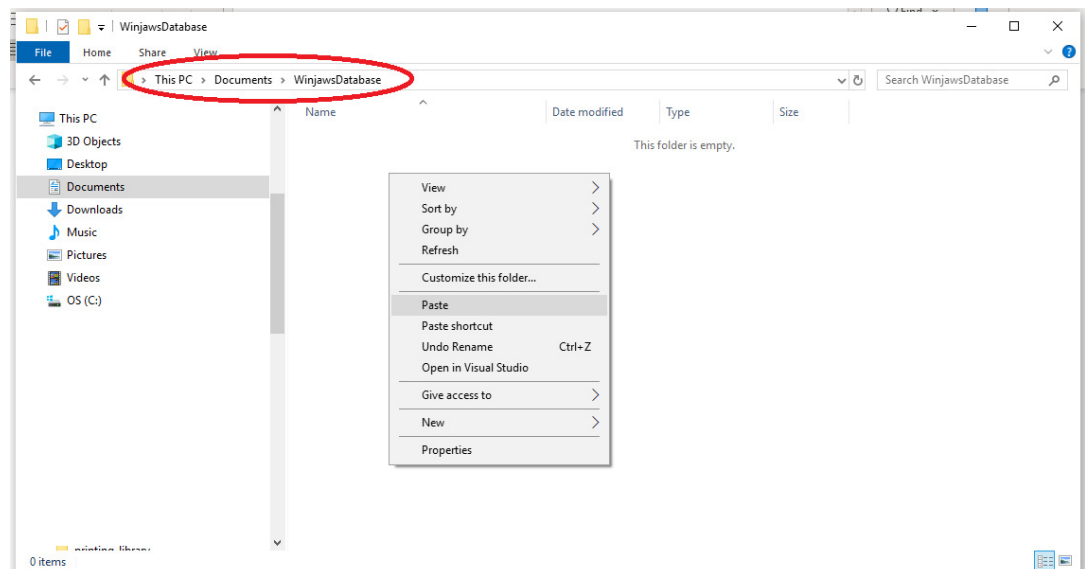 WinjawsDatabase
File Home Share View
This PC > Documents > WinjawsDatabase Search WinjawsDatabase
Name Date modified Type Size
This folder is empty.
This PC
3D Objects
Desktop
Documents
Downloads
Music
Pictures
Videos
OS (C:)
View
Sort by
Group by
Refresh
Customize this folder...
Paste
Paste shortcut
Undo Rename Ctrl+Z
Open in Visual Studio
Give access to
New
Properties
printing_library
0 items